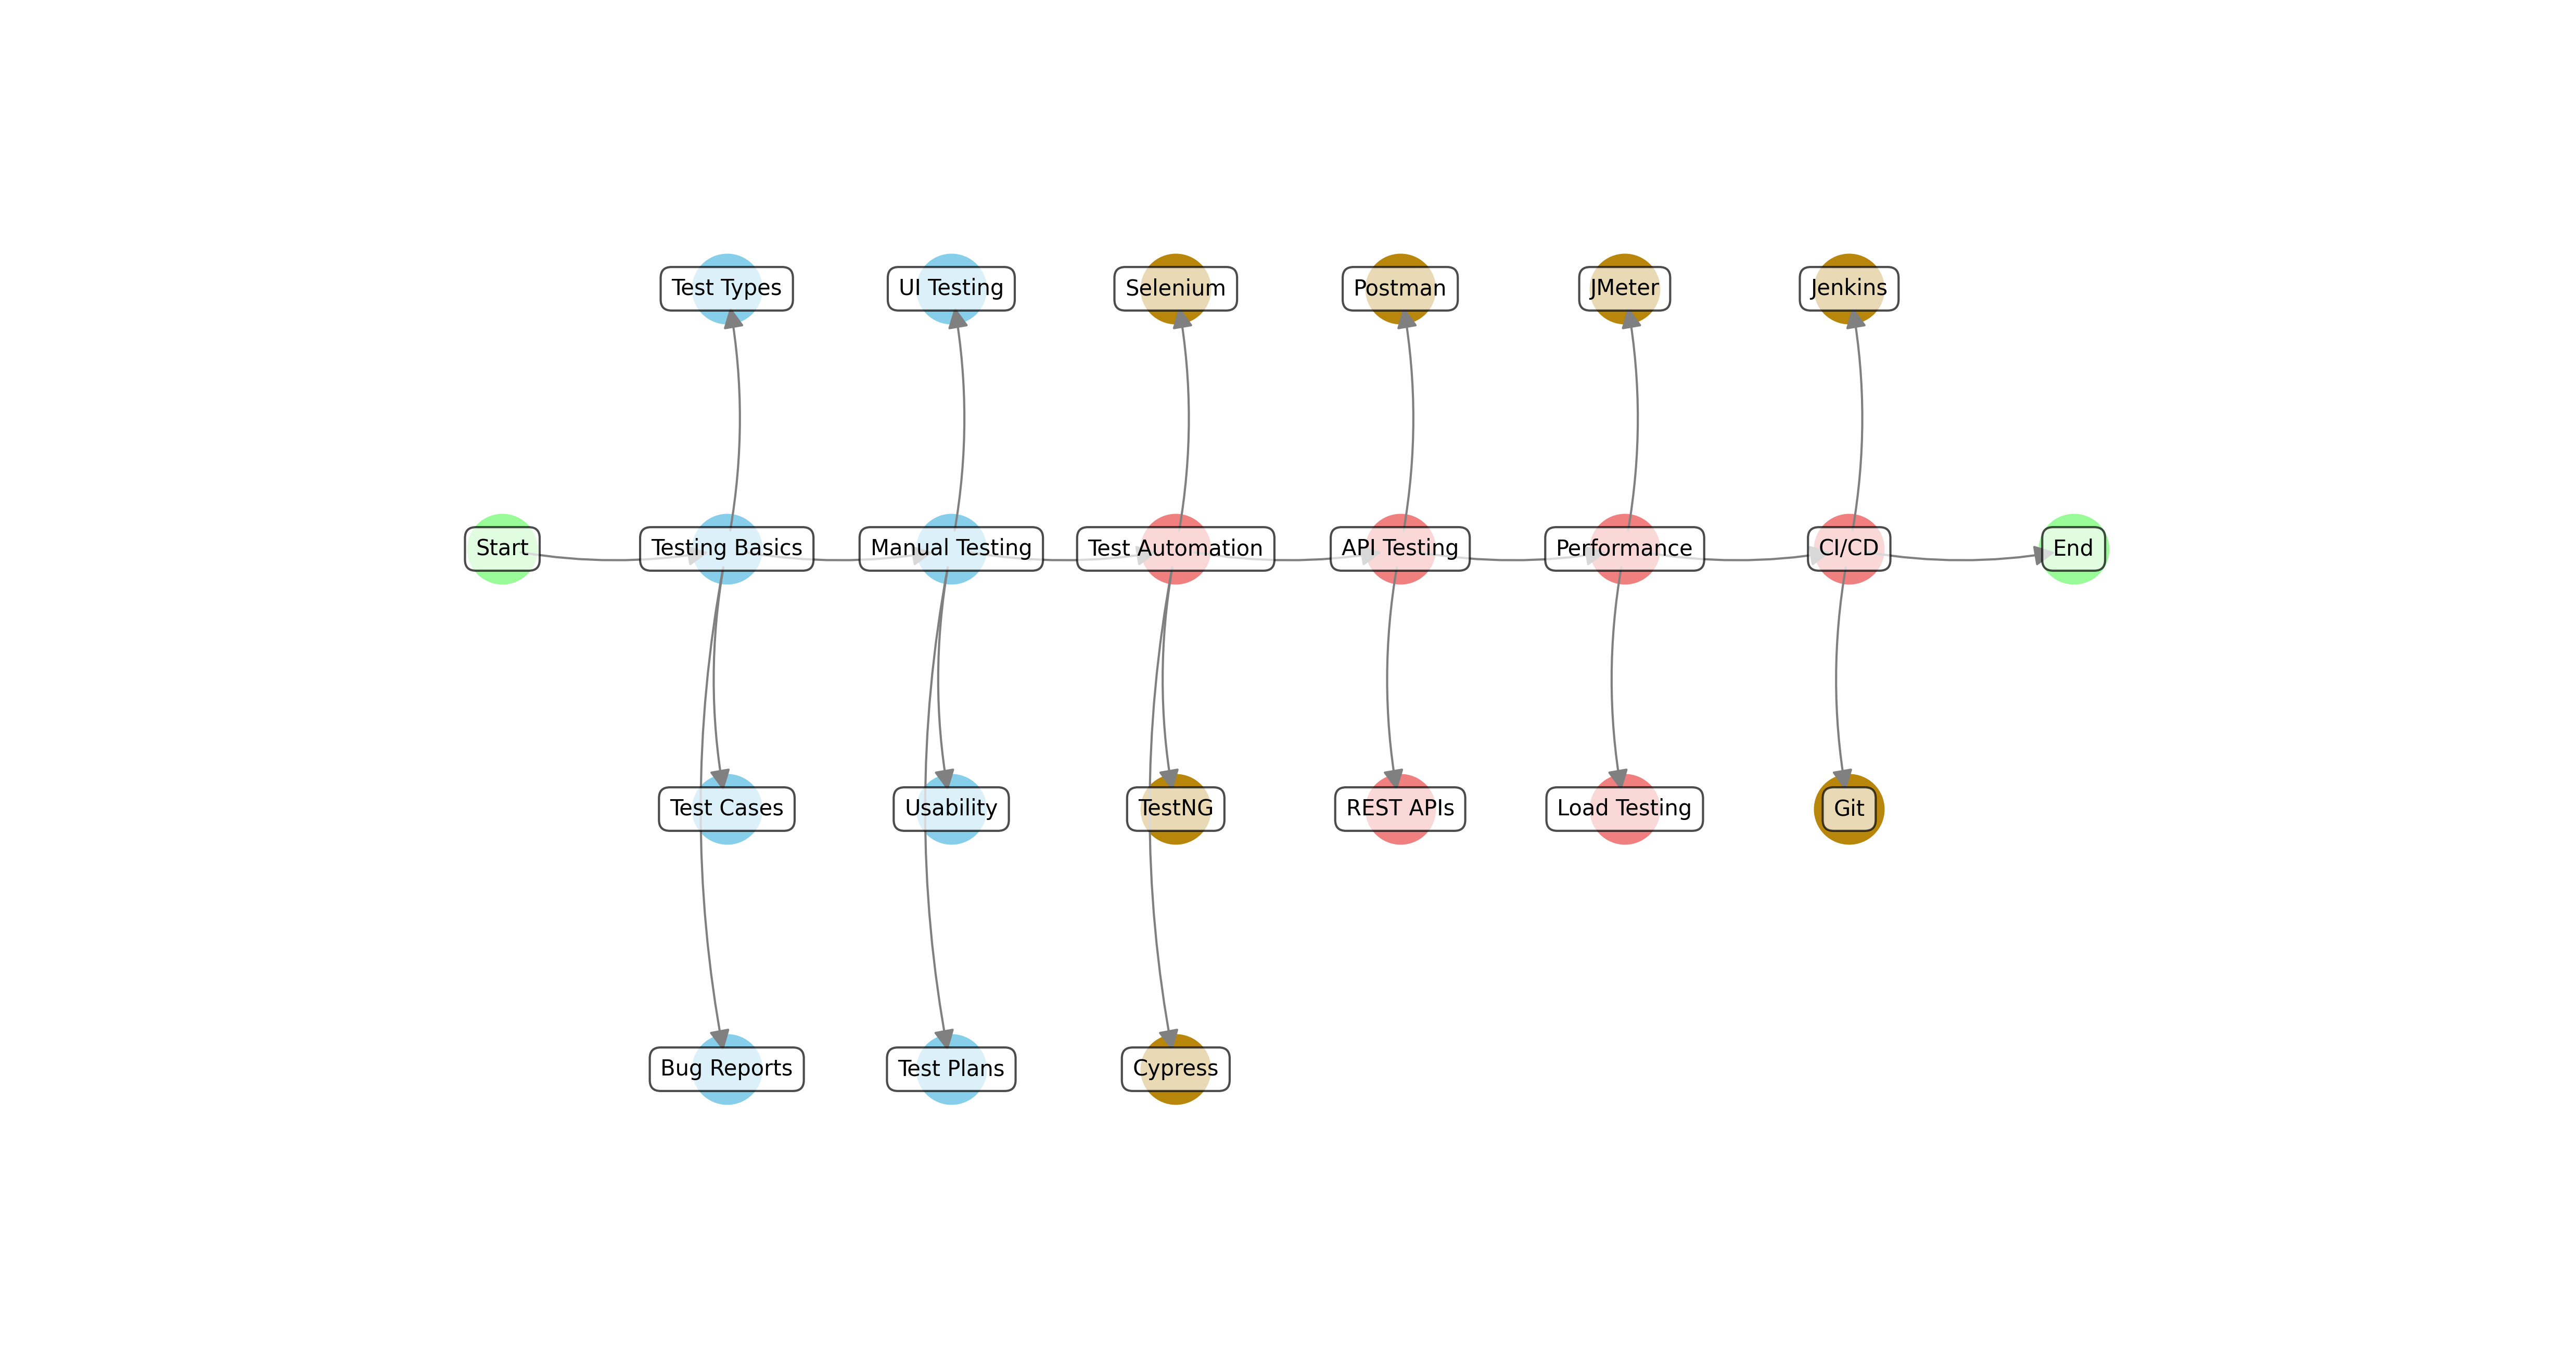 Test Types
UI Testing
Selenium
Postman
JMeter
Jenkins
Start
Testing Basics
Manual Testing
Test Automation
API Testing
Performance
CI/CD
End
Test Cases
Usability
TestNG
REST APIs
Load Testing
Git
Bug Reports
Test Plans
Cypress